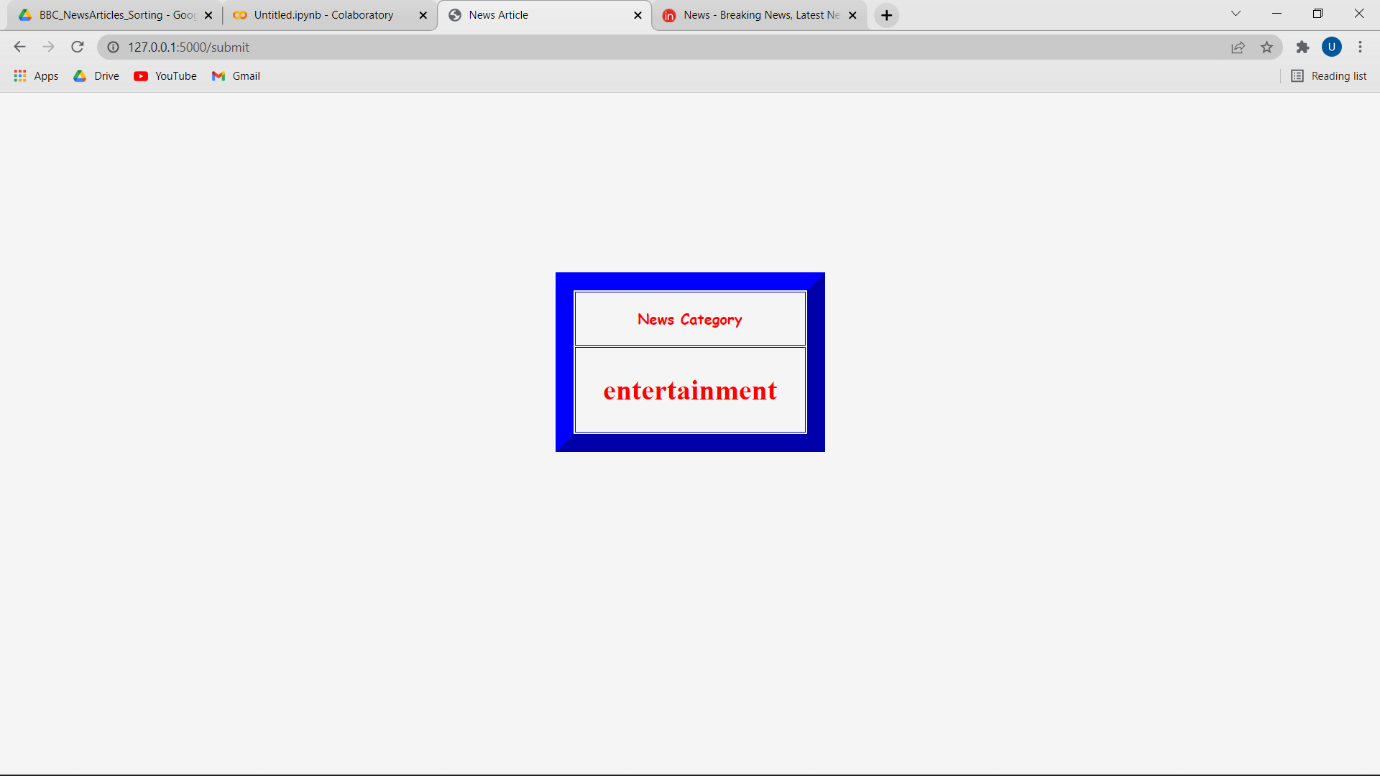 BBC_NewsArticles_Sorting - Goo
Untitled.ipynb - Colaboratory
News Article
News - Breaking News, Latest Ne
127.0.0.1:5000/submit
U
Apps
Drive
YouTube
Gmail
Reading list
News Category
entertainment